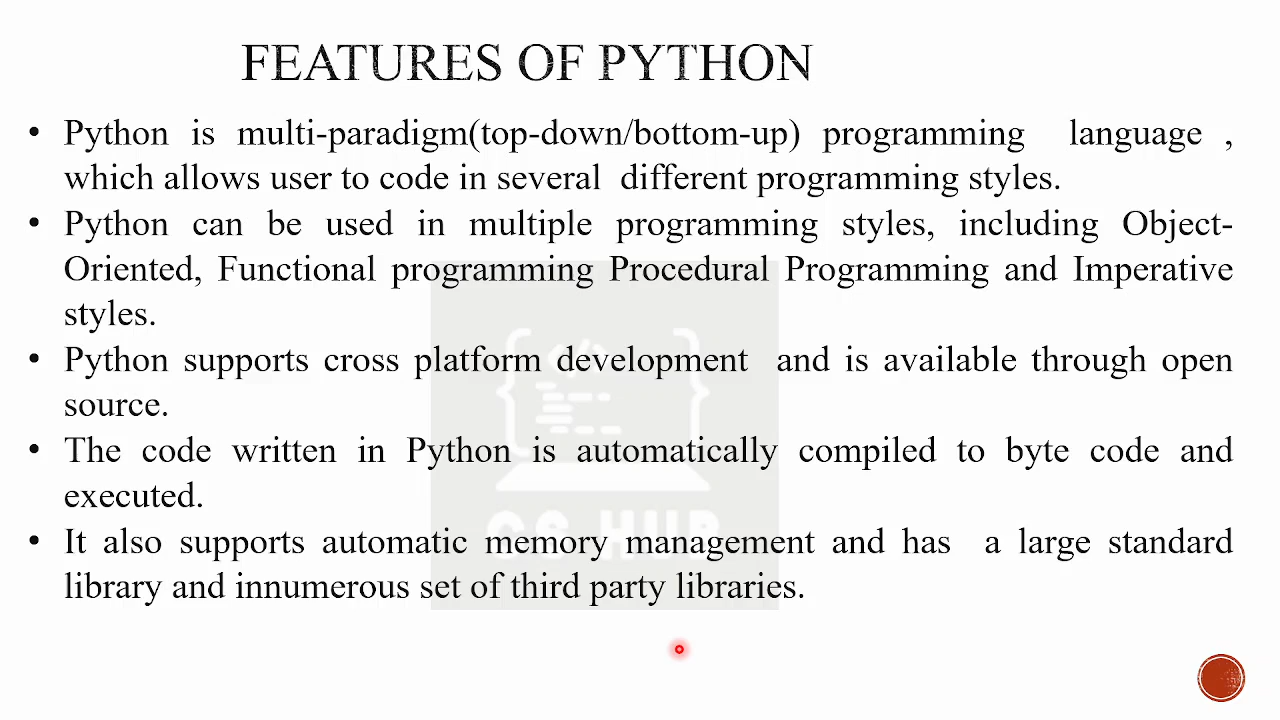 FEATURES OF PYTHON
• Python is multi-paradigm(top-down/bottom-up) programming language ,
which allows user to code in several different programming styles.
• Python can be used in multiple programming styles, including Object-
Oriented, Functional programming Procedural Programming and Imperative
styles.
• Python supports cross platform development and is available through open
source.
• The code written in Python is automatically compiled to byte code and
executed.
CS HUB
• It also supports automatic memory management and has a large standard
library and innumerous set of third party libraries.